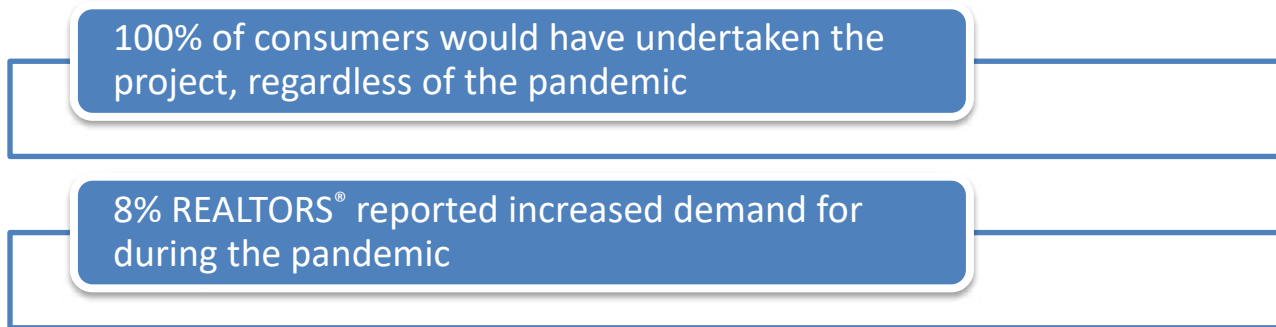 100% of consumers would have undertaken the
project, regardless of the pandemic
8% REALTORS® reported increased demand for
during the pandemic